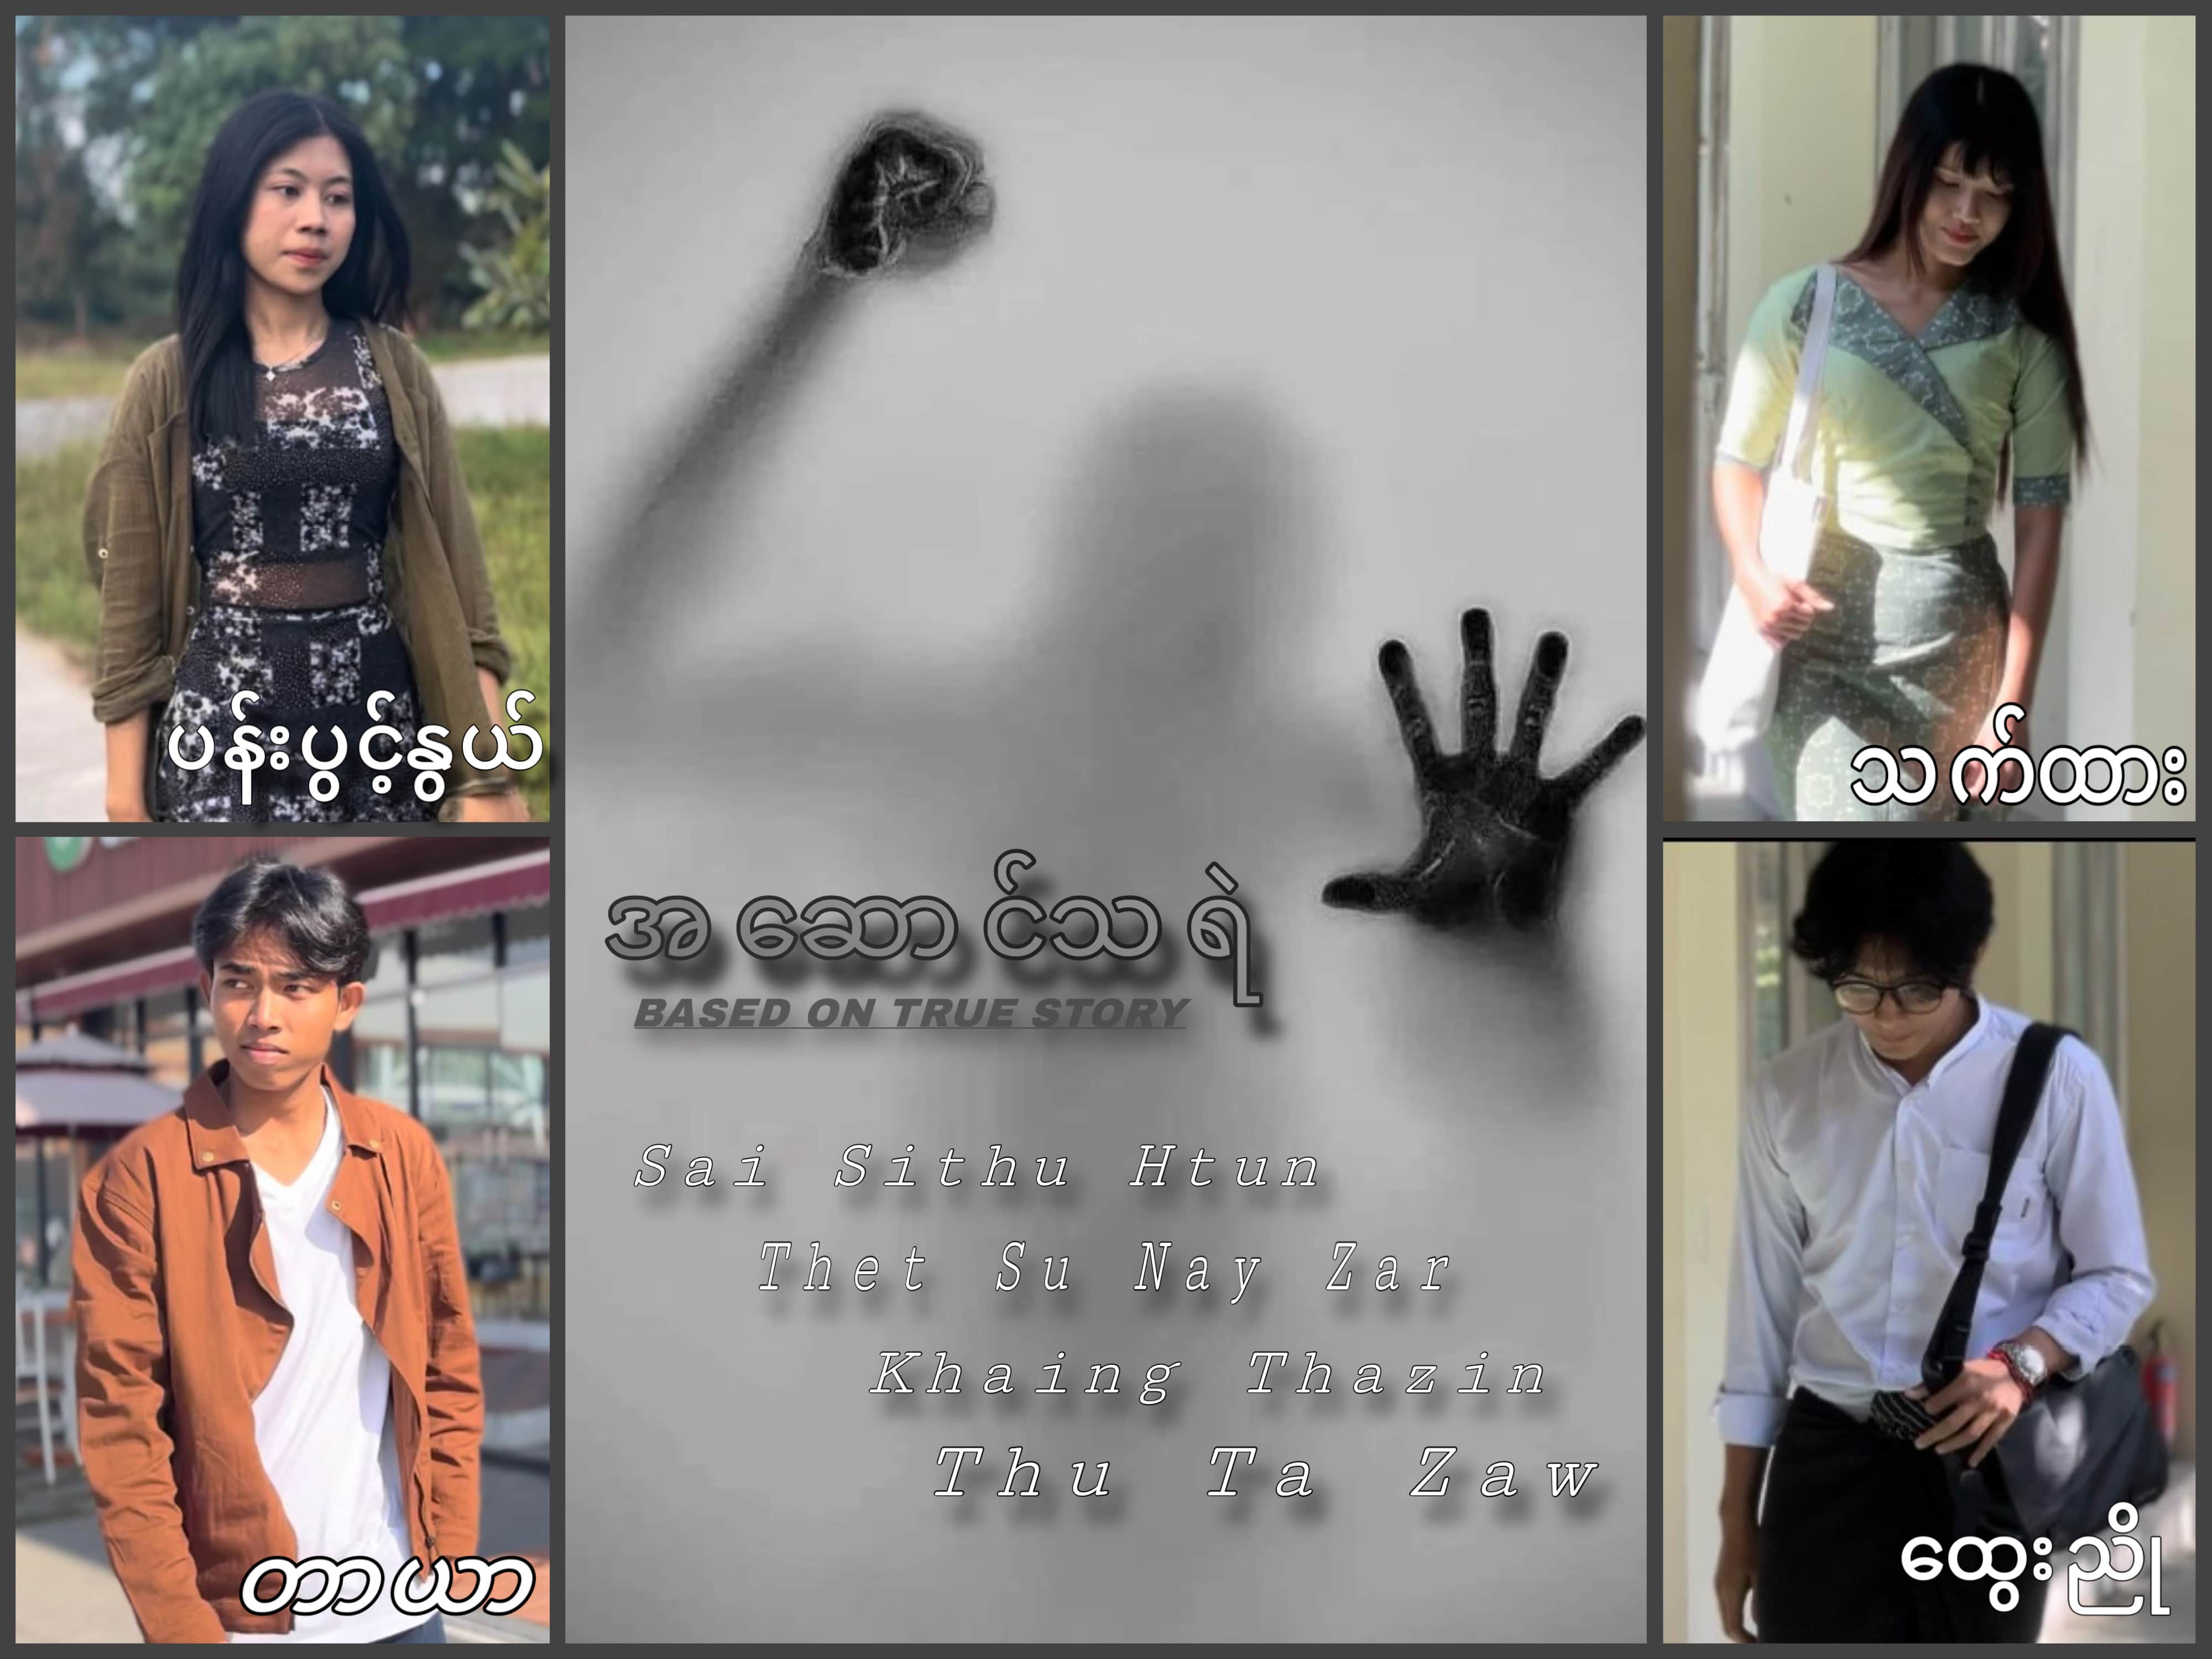 ပန်းပွင့်နွယ်
သက်ထား
အဆောင်သရဲ
BASED ON TRUE STORY
Sai Sithu Htun
Thet Su Nay Zar
Khaing Thazin
Thu Ta Zaw
တာယာ
ထွေးညို